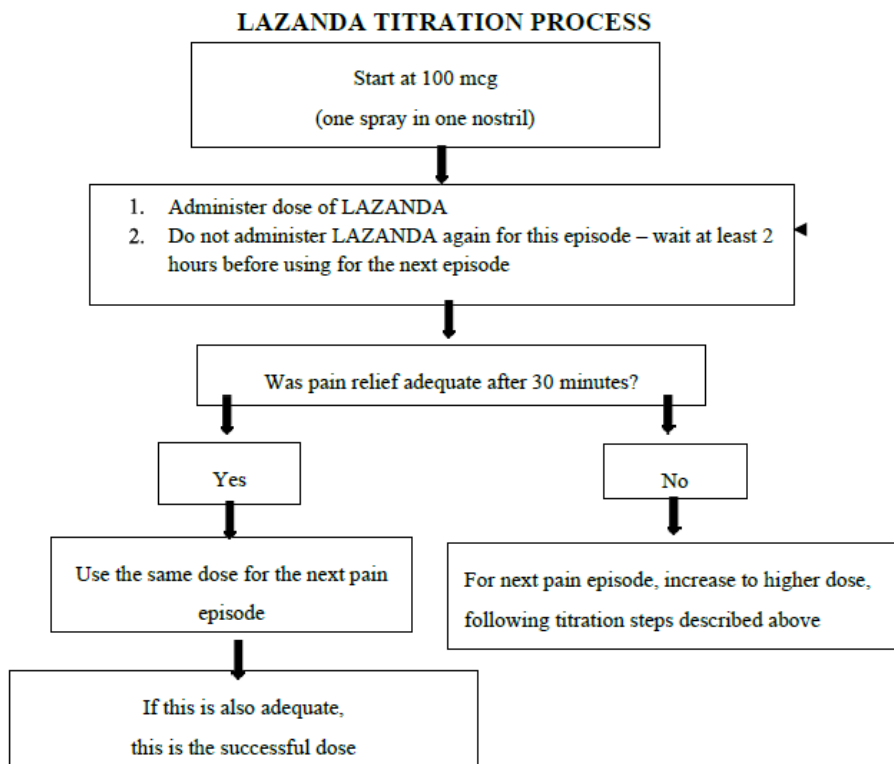 LAZANDA TITRATION PROCESS
Start at 100 mcg
(one spray in one nostril)
1. Administer dose of LAZANDA
2. Do not administer LAZANDA again for this episode – wait at least 2
hours before using for the next episode
Was pain relief adequate after 30 minutes?
Yes
No
Use the same dose for the next pain
episode
For next pain episode, increase to higher dose,
following titration steps described above
If this is also adequate,
this is the successful dose